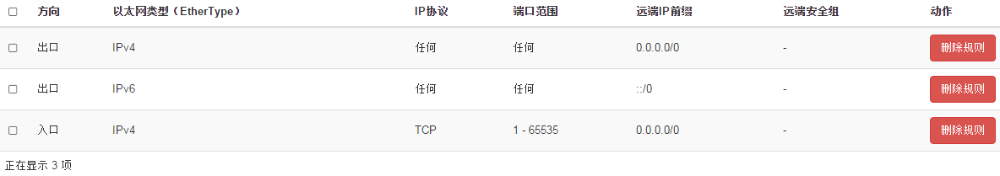 方向 以太网类型（EtherType） IP协议 端口范围 远端IP前缀 远端安全组 动作
出口 IPv4 任何 任何 0.0.0.0/0 - 删除规则
出口 IPv6 任何 任何 ::/0 - 删除规则
入口 IPv4 TCP 1 - 65535 0.0.0.0/0 - 删除规则
正在显示 3 项